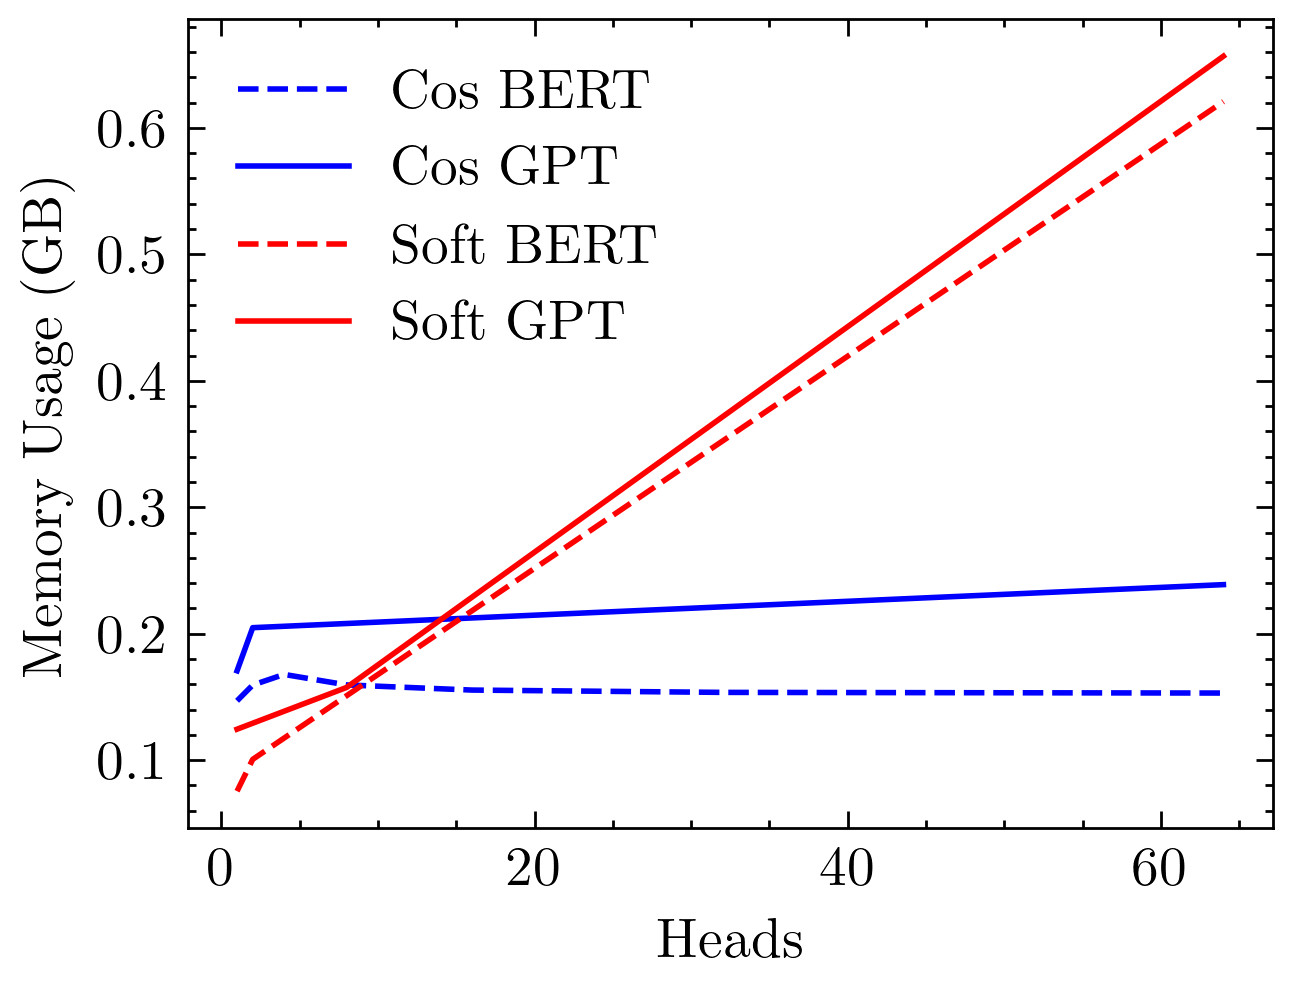 Cos BERT
Cos GPT
Soft BERT
Soft GPT
Memory Usage (GB)
0.6
0.5
0.4
0.3
0.2
0.1
0 20 40 60
Heads